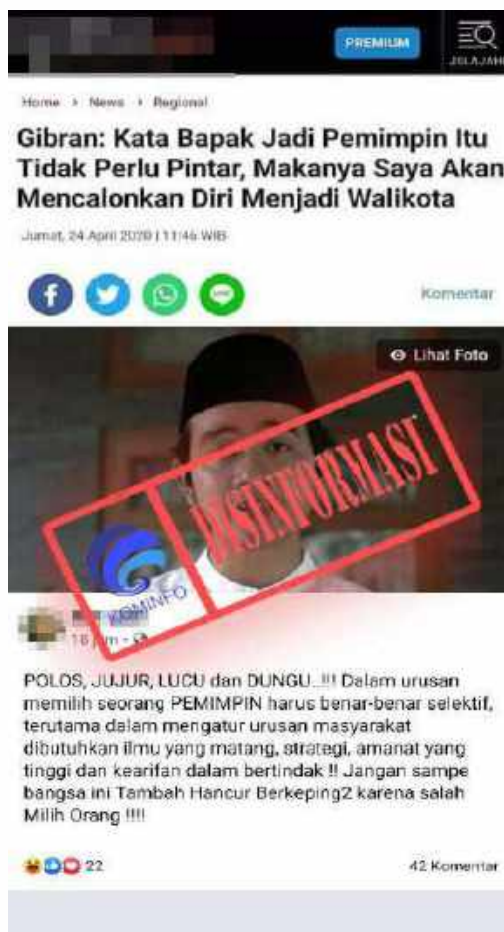 PREMIUM
JELAJAHI
Home > News > Regional
Gibran: Kata Bapak Jadi Pemimpin Itu
Tidak Perlu Pintar, Makanya Saya Akan
Mencalonkan Diri Menjadi Walikota
Jumat, 24 April 2020 | 11:46 WIB
Komentar
Lihat Foto
DISINFORMASI
KOMINFO
POLOS, JUJUR, LUCU dan DUNGU..!!! Dalam urusan
memilih seorang PEMIMPIN harus benar-benar selektif,
terutama dalam mengatur urusan masyarakat
dibutuhkan ilmu yang matang, strategi, amanat yang
tinggi dan kearifan dalam bertindak !! Jangan sampe
bangsa ini Tambah Hancur Berkeping2 karena salah
Milih Orang !!!!
22
42 Komentar